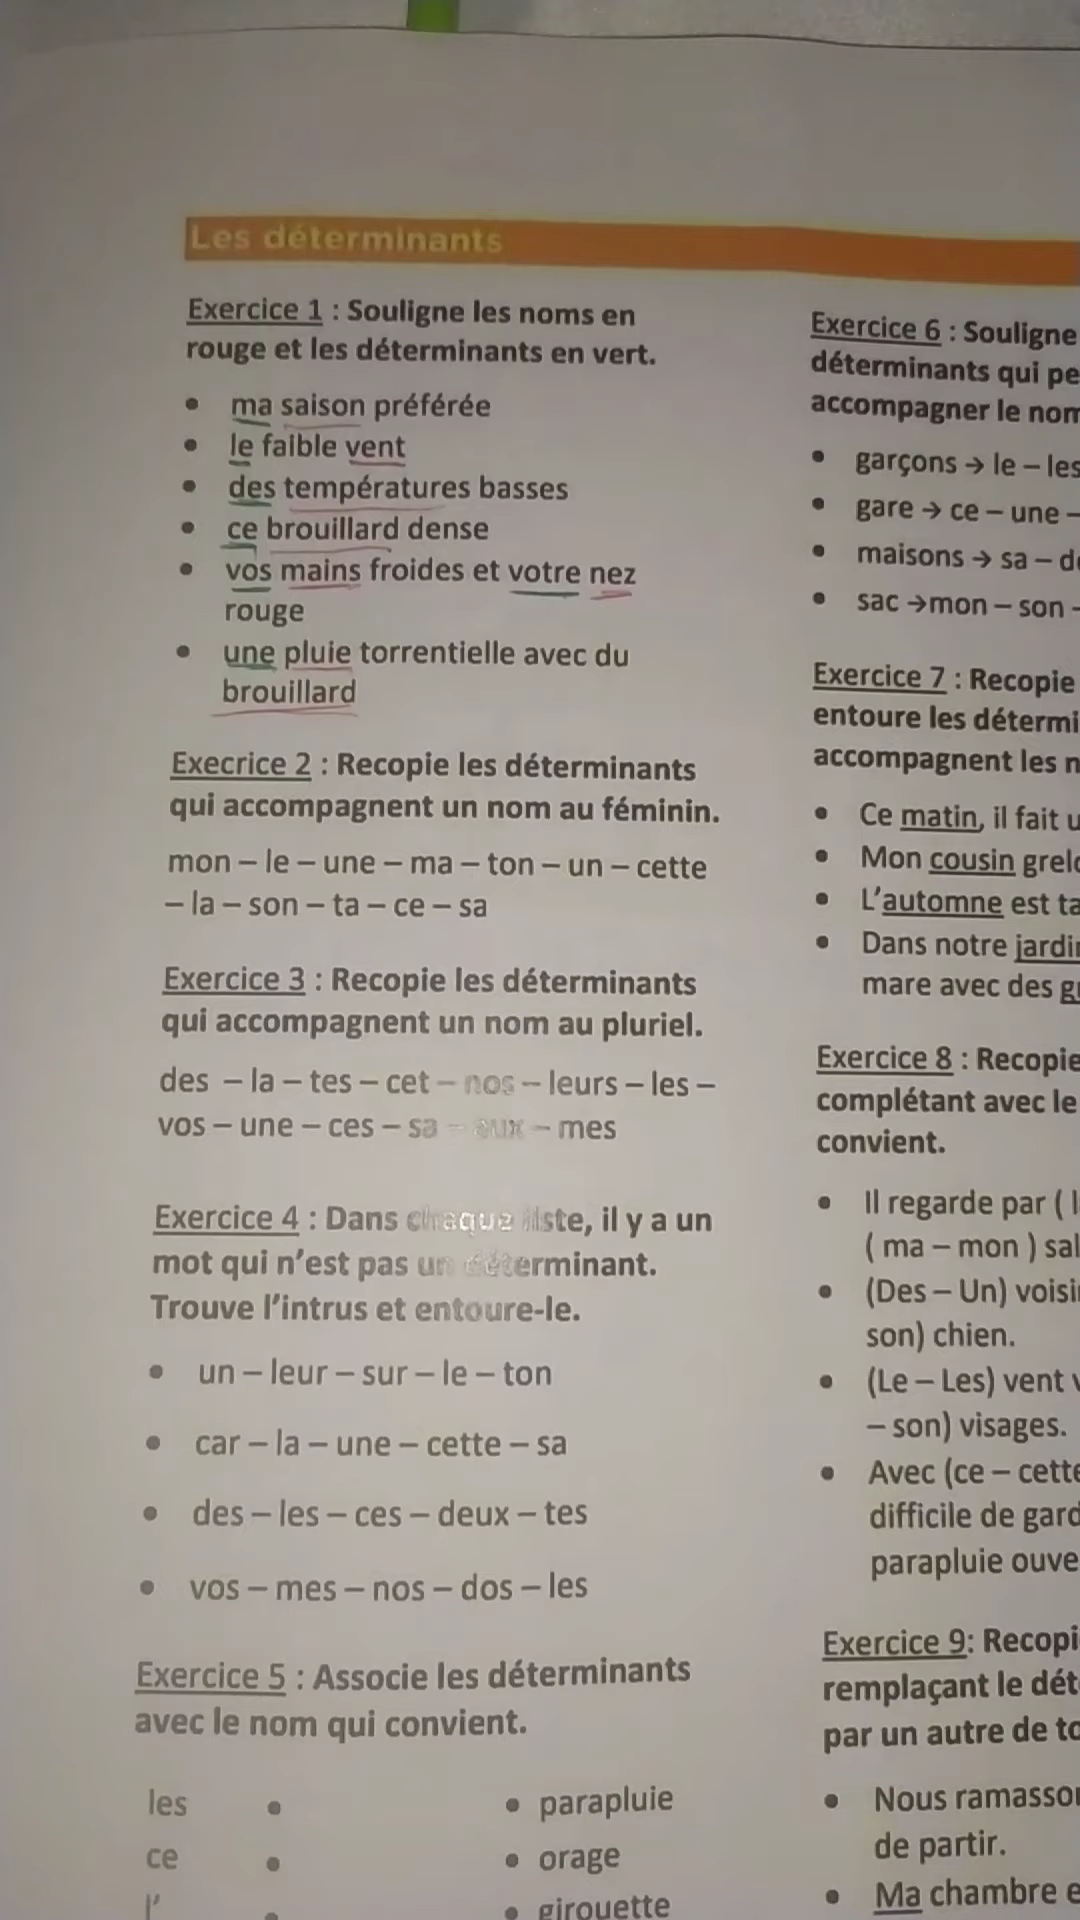 Les déterminants
Exercice 1 : Souligne les noms en
rouge et les déterminants en vert.
• ma saison préférée
• le faible vent
• des températures basses
• ce brouillard dense
• vos mains froides et votre nez
rouge
• une pluie torrentielle avec du
brouillard
Execrice 2 : Recopie les déterminants
qui accompagnent un nom au féminin.
mon – le – une – ma – ton – un – cette
– la – son – ta – ce – sa
Exercice 3 : Recopie les déterminants
qui accompagnent un nom au pluriel.
des – la – tes – cet – nos – leurs – les –
vos – une – ces – sa – aux – mes
Exercice 4 : Dans chaque liste, il y a un
mot qui n'est pas un déterminant.
Trouve l'intrus et entoure-le.
• un – leur – sur – le – ton
• car – la – une – cette – sa
• des – les – ces – deux – tes
• vos – mes – nos – dos – les
Exercice 5 : Associe les déterminants
avec le nom qui convient.
les • • parapluie
ce • • orage
l' • • girouette
Exercice 6 : Souligne
déterminants qui pe
accompagner le nom
• garçons → le – les
• gare → ce – une –
• maisons → sa – de
• sac →mon – son –
Exercice 7 : Recopie
entoure les détermi
accompagnent les n
• Ce matin, il fait u
• Mon cousin grelo
• L'automne est ta
• Dans notre jardin
mare avec des g
Exercice 8 : Recopie
complétant avec le
convient.
• Il regarde par ( l
( ma – mon ) sal
• (Des – Un) voisi
son) chien.
• (Le – Les) vent v
– son) visages.
• Avec (ce – cette
difficile de gard
parapluie ouve
Exercice 9: Recopi
remplaçant le dét
par un autre de to
• Nous ramasso
de partir.
• Ma chambre e